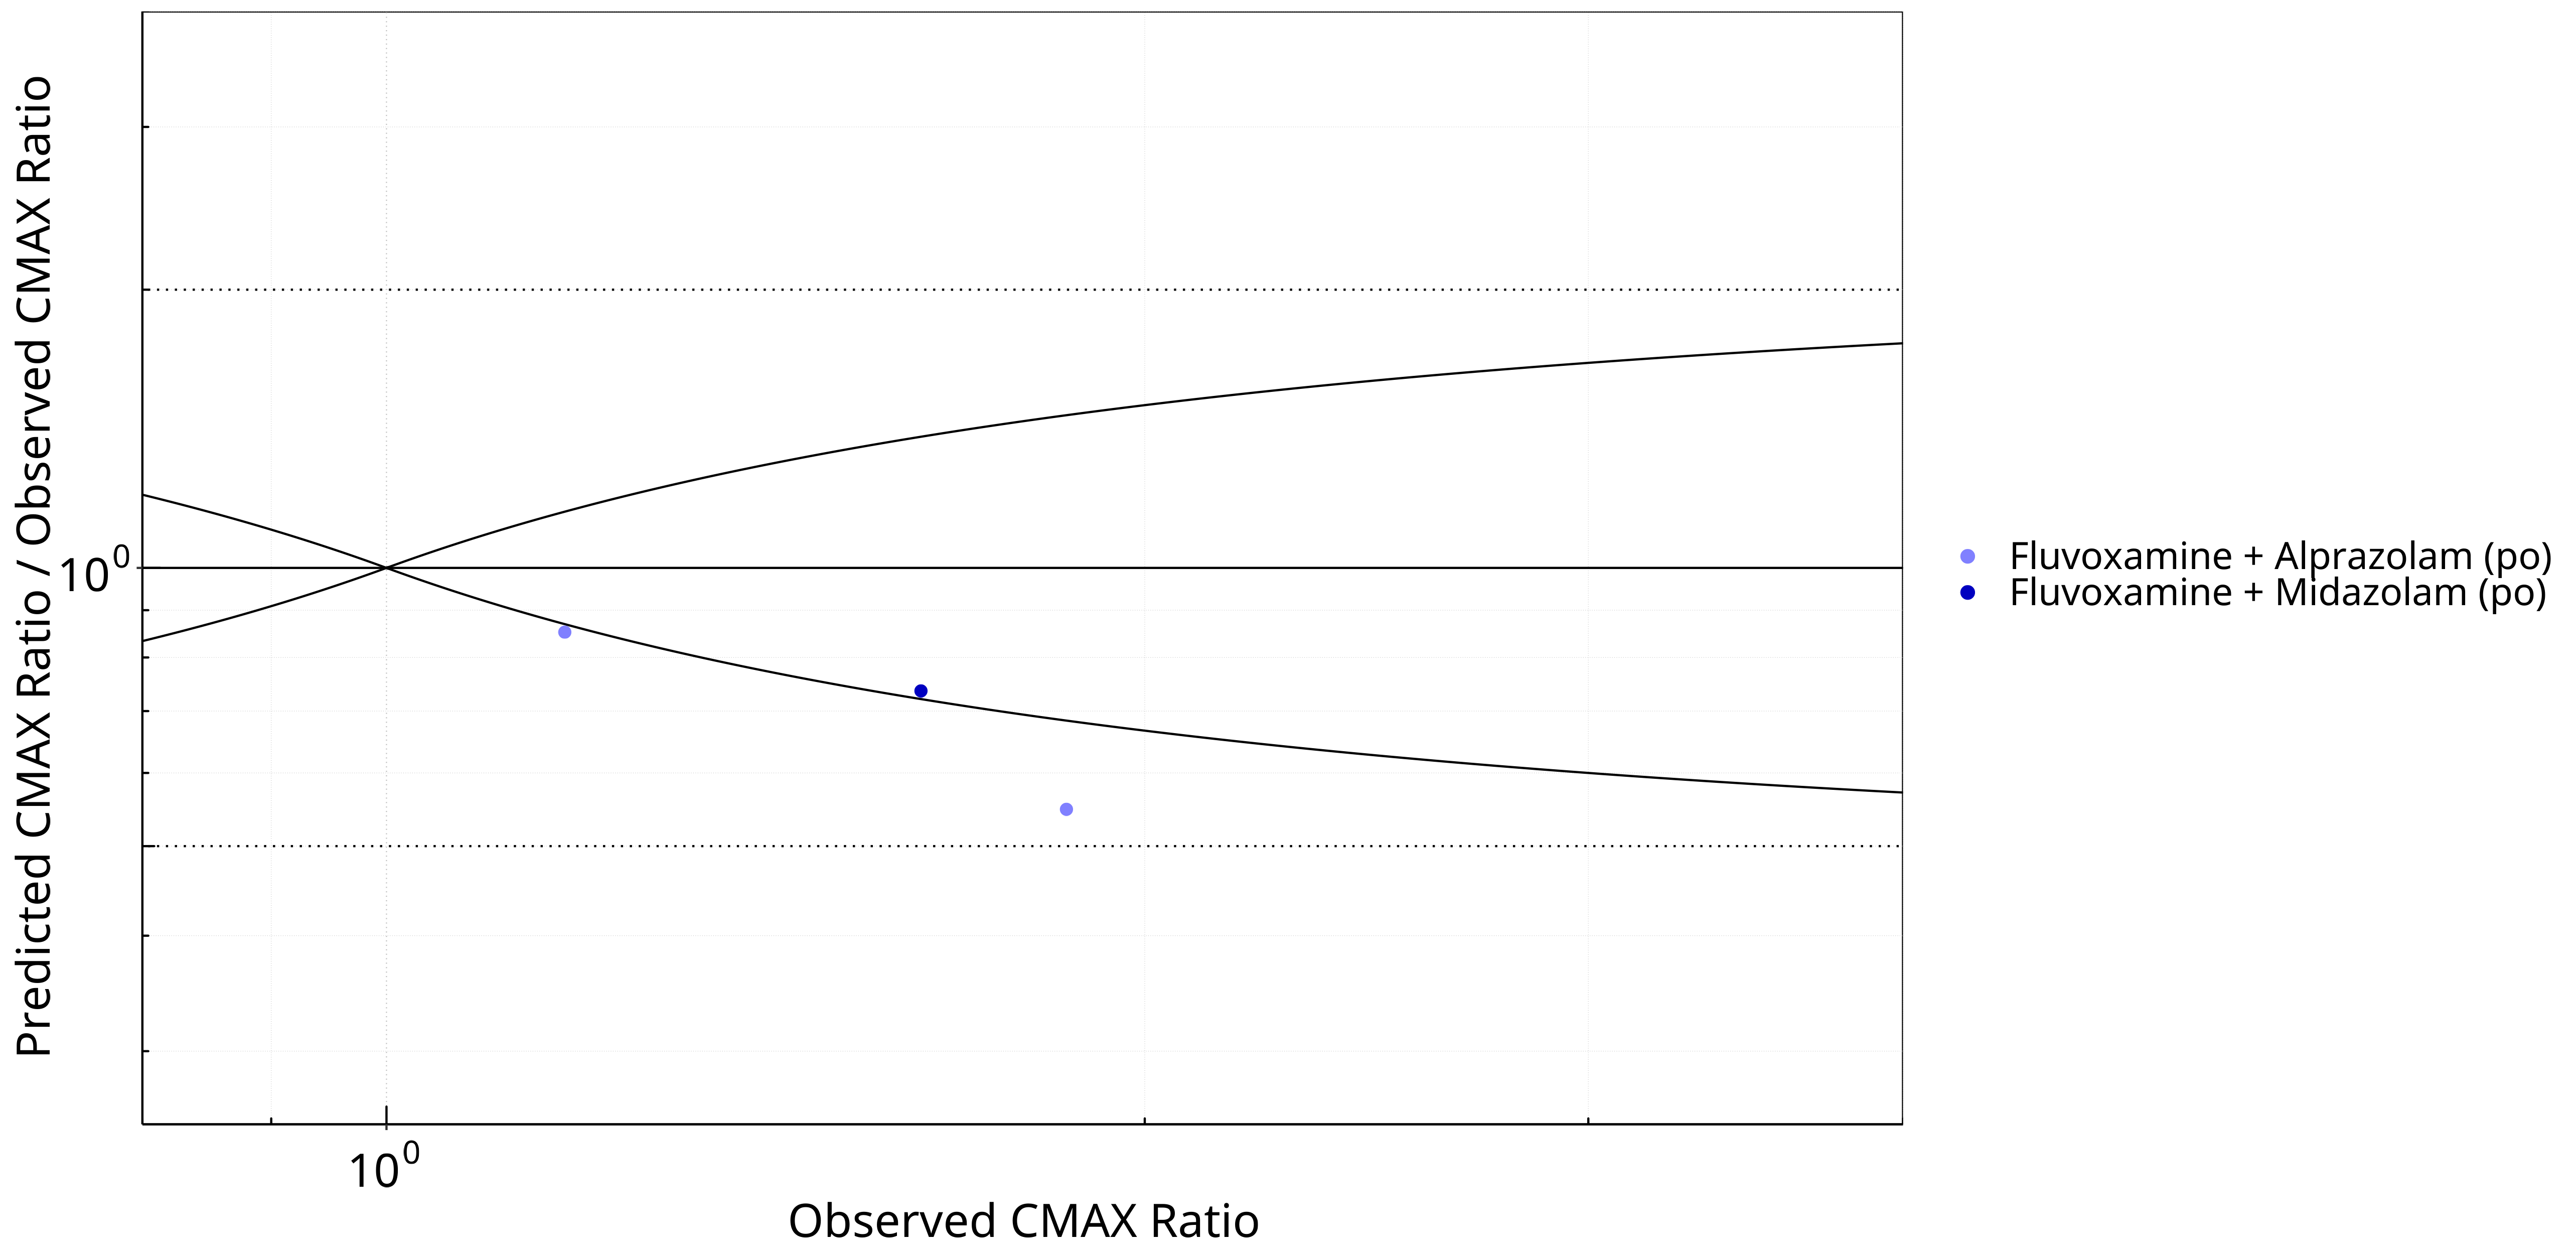 Predicted CMAX Ratio / Observed CMAX Ratio
10⁰
10⁰
Observed CMAX Ratio
Fluvoxamine + Alprazolam (po)
Fluvoxamine + Midazolam (po)